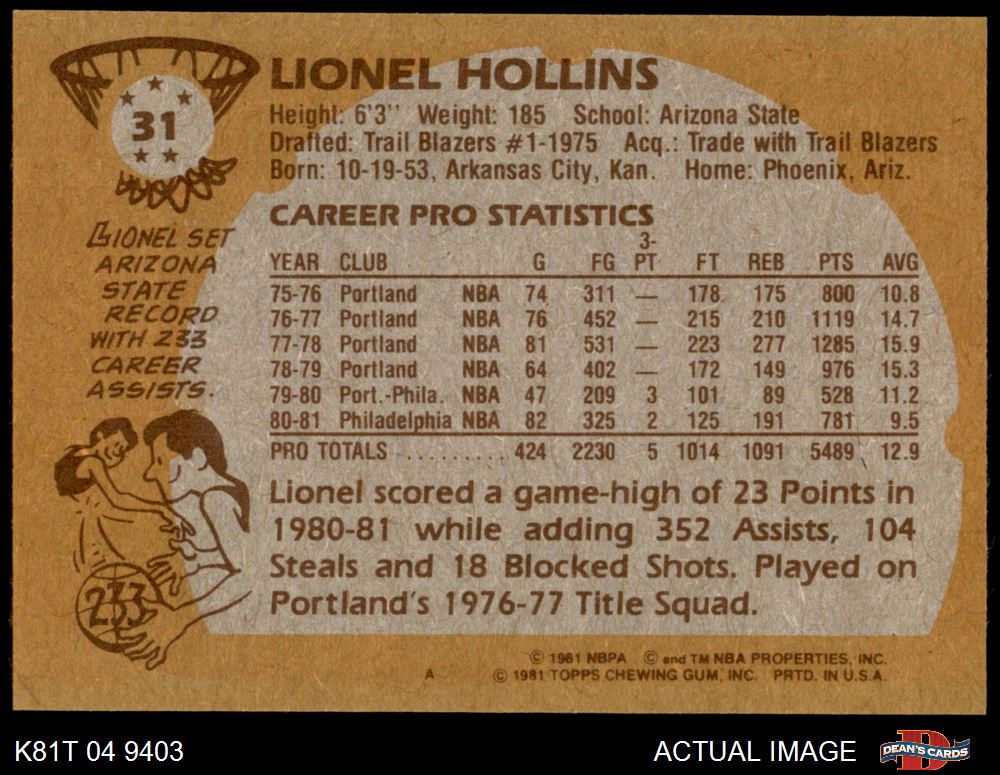 31
LIONEL HOLLINS
Height: 6'3'' Weight: 185 School: Arizona State
Drafted: Trail Blazers #1-1975 Acq.: Trade with Trail Blazers
Born: 10-19-53, Arkansas City, Kan. Home: Phoenix, Ariz.
LIONEL SET
ARIZONA
STATE
RECORD
WITH 233
CAREER
ASSISTS.
233
CAREER PRO STATISTICS
YEAR CLUB G FG 3-PT FT REB PTS AVG
75-76 Portland NBA 74 311 — 178 175 800 10.8
76-77 Portland NBA 76 452 — 215 210 1119 14.7
77-78 Portland NBA 81 531 — 223 277 1285 15.9
78-79 Portland NBA 64 402 — 172 149 976 15.3
79-80 Port.-Phila. NBA 47 209 3 101 89 528 11.2
80-81 Philadelphia NBA 82 325 2 125 191 781 9.5
PRO TOTALS ......... 424 2230 5 1014 1091 5489 12.9
Lionel scored a game-high of 23 Points in
1980-81 while adding 352 Assists, 104
Steals and 18 Blocked Shots. Played on
Portland's 1976-77 Title Squad.
© 1981 NBPA © and TM NBA PROPERTIES, INC.
A © 1981 TOPPS CHEWING GUM, INC. PRTD. IN U.S.A.
K81T 04 9403 ACTUAL IMAGE DEAN'S CARDS